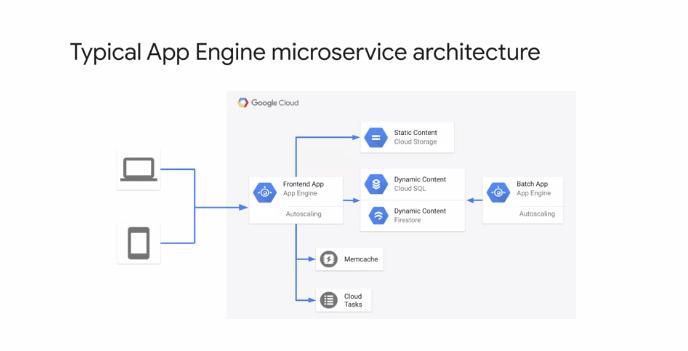 Typical App Engine microservice architecture
Google Cloud
Static Content
Cloud Storage
Frontend App
App Engine
Autoscaling
Dynamic Content
Cloud SQL
Dynamic Content
Firestore
Batch App
App Engine
Autoscaling
Memcache
Cloud
Tasks